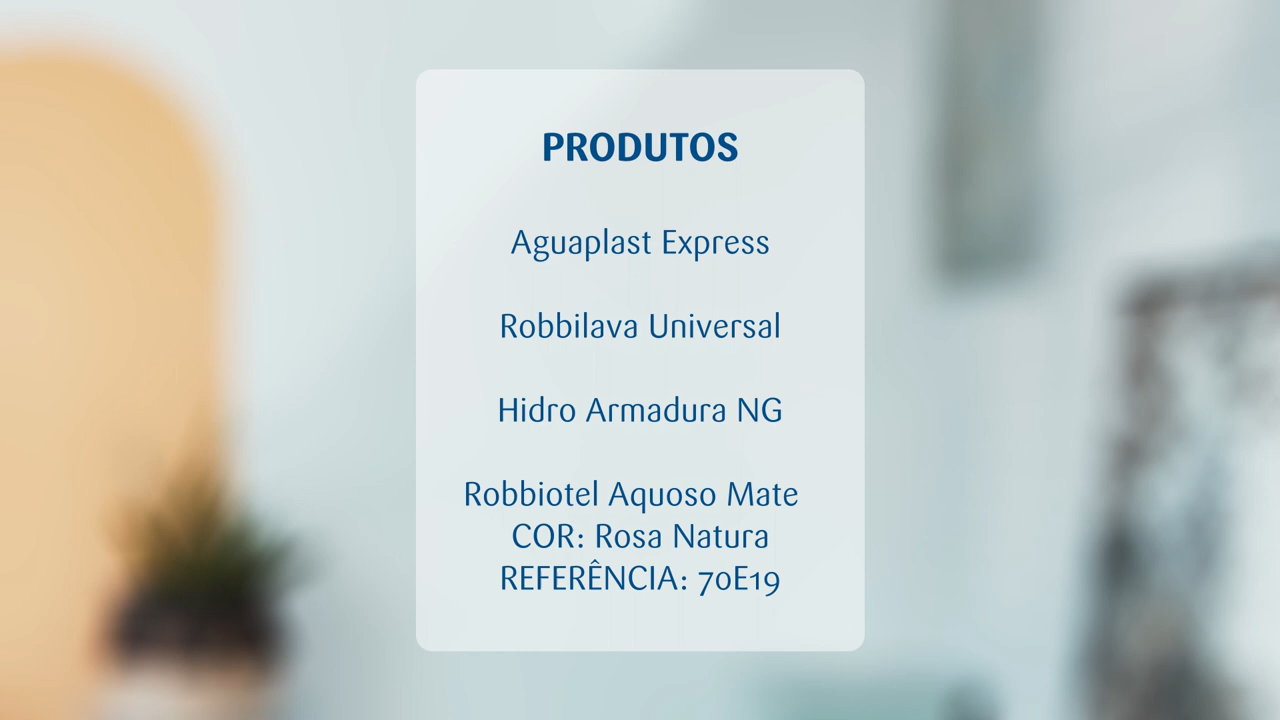 PRODUTOS
Aguaplast Express
Robbilava Universal
Hidro Armadura NG
Robbiotel Aquoso Mate
COR: Rosa Natura
REFERÊNCIA: 70E19